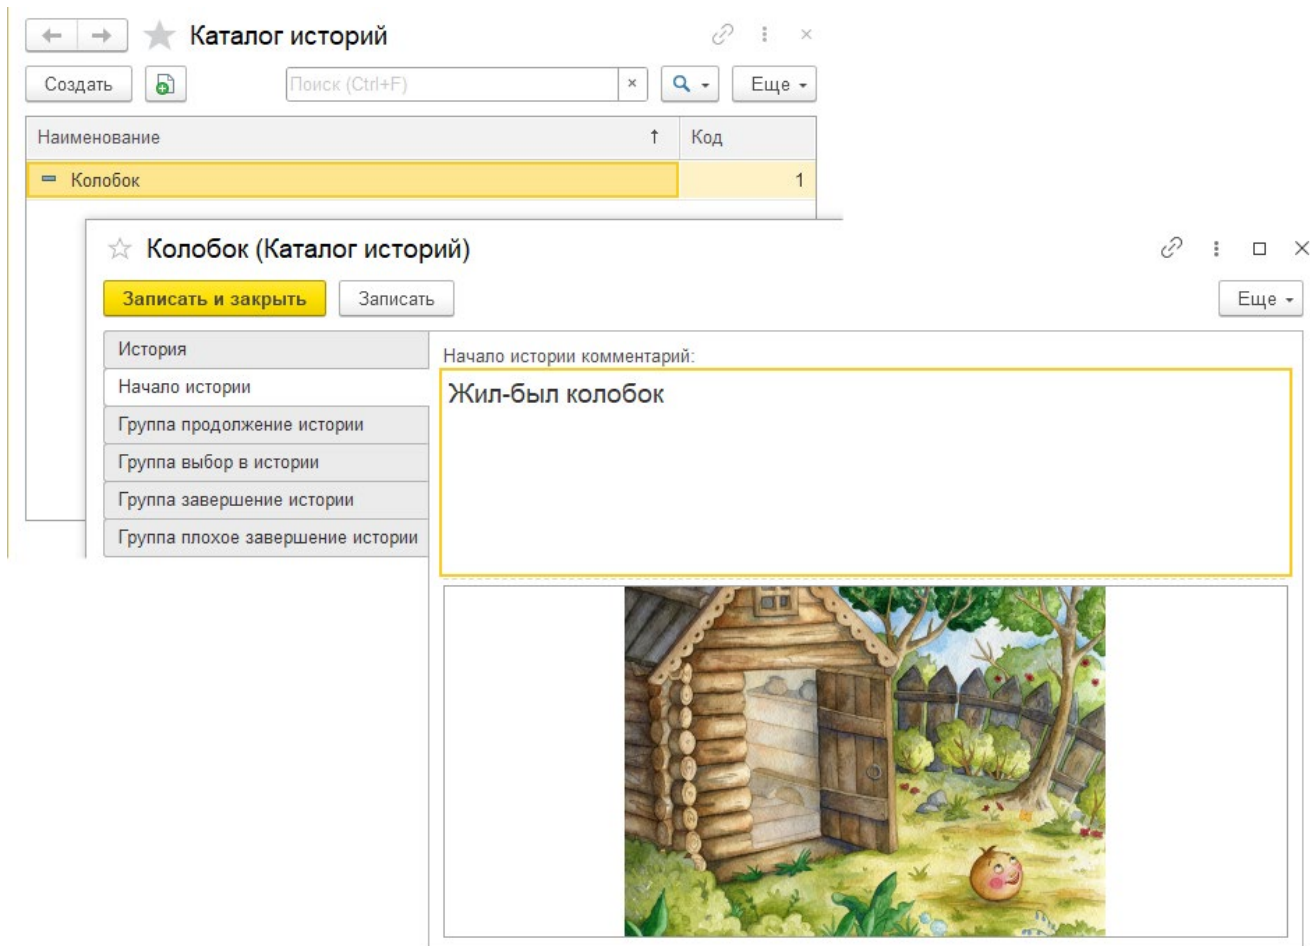 Каталог историй
Создать
Поиск (Ctrl+F)
×
Еще
Наименование ↑ Код
Колобок 1
Колобок (Каталог историй)
Записать и закрыть Записать Еще
История
Начало истории
Группа продолжение истории
Группа выбор в истории
Группа завершение истории
Группа плохое завершение истории
Начало истории комментарий:
Жил-был колобок